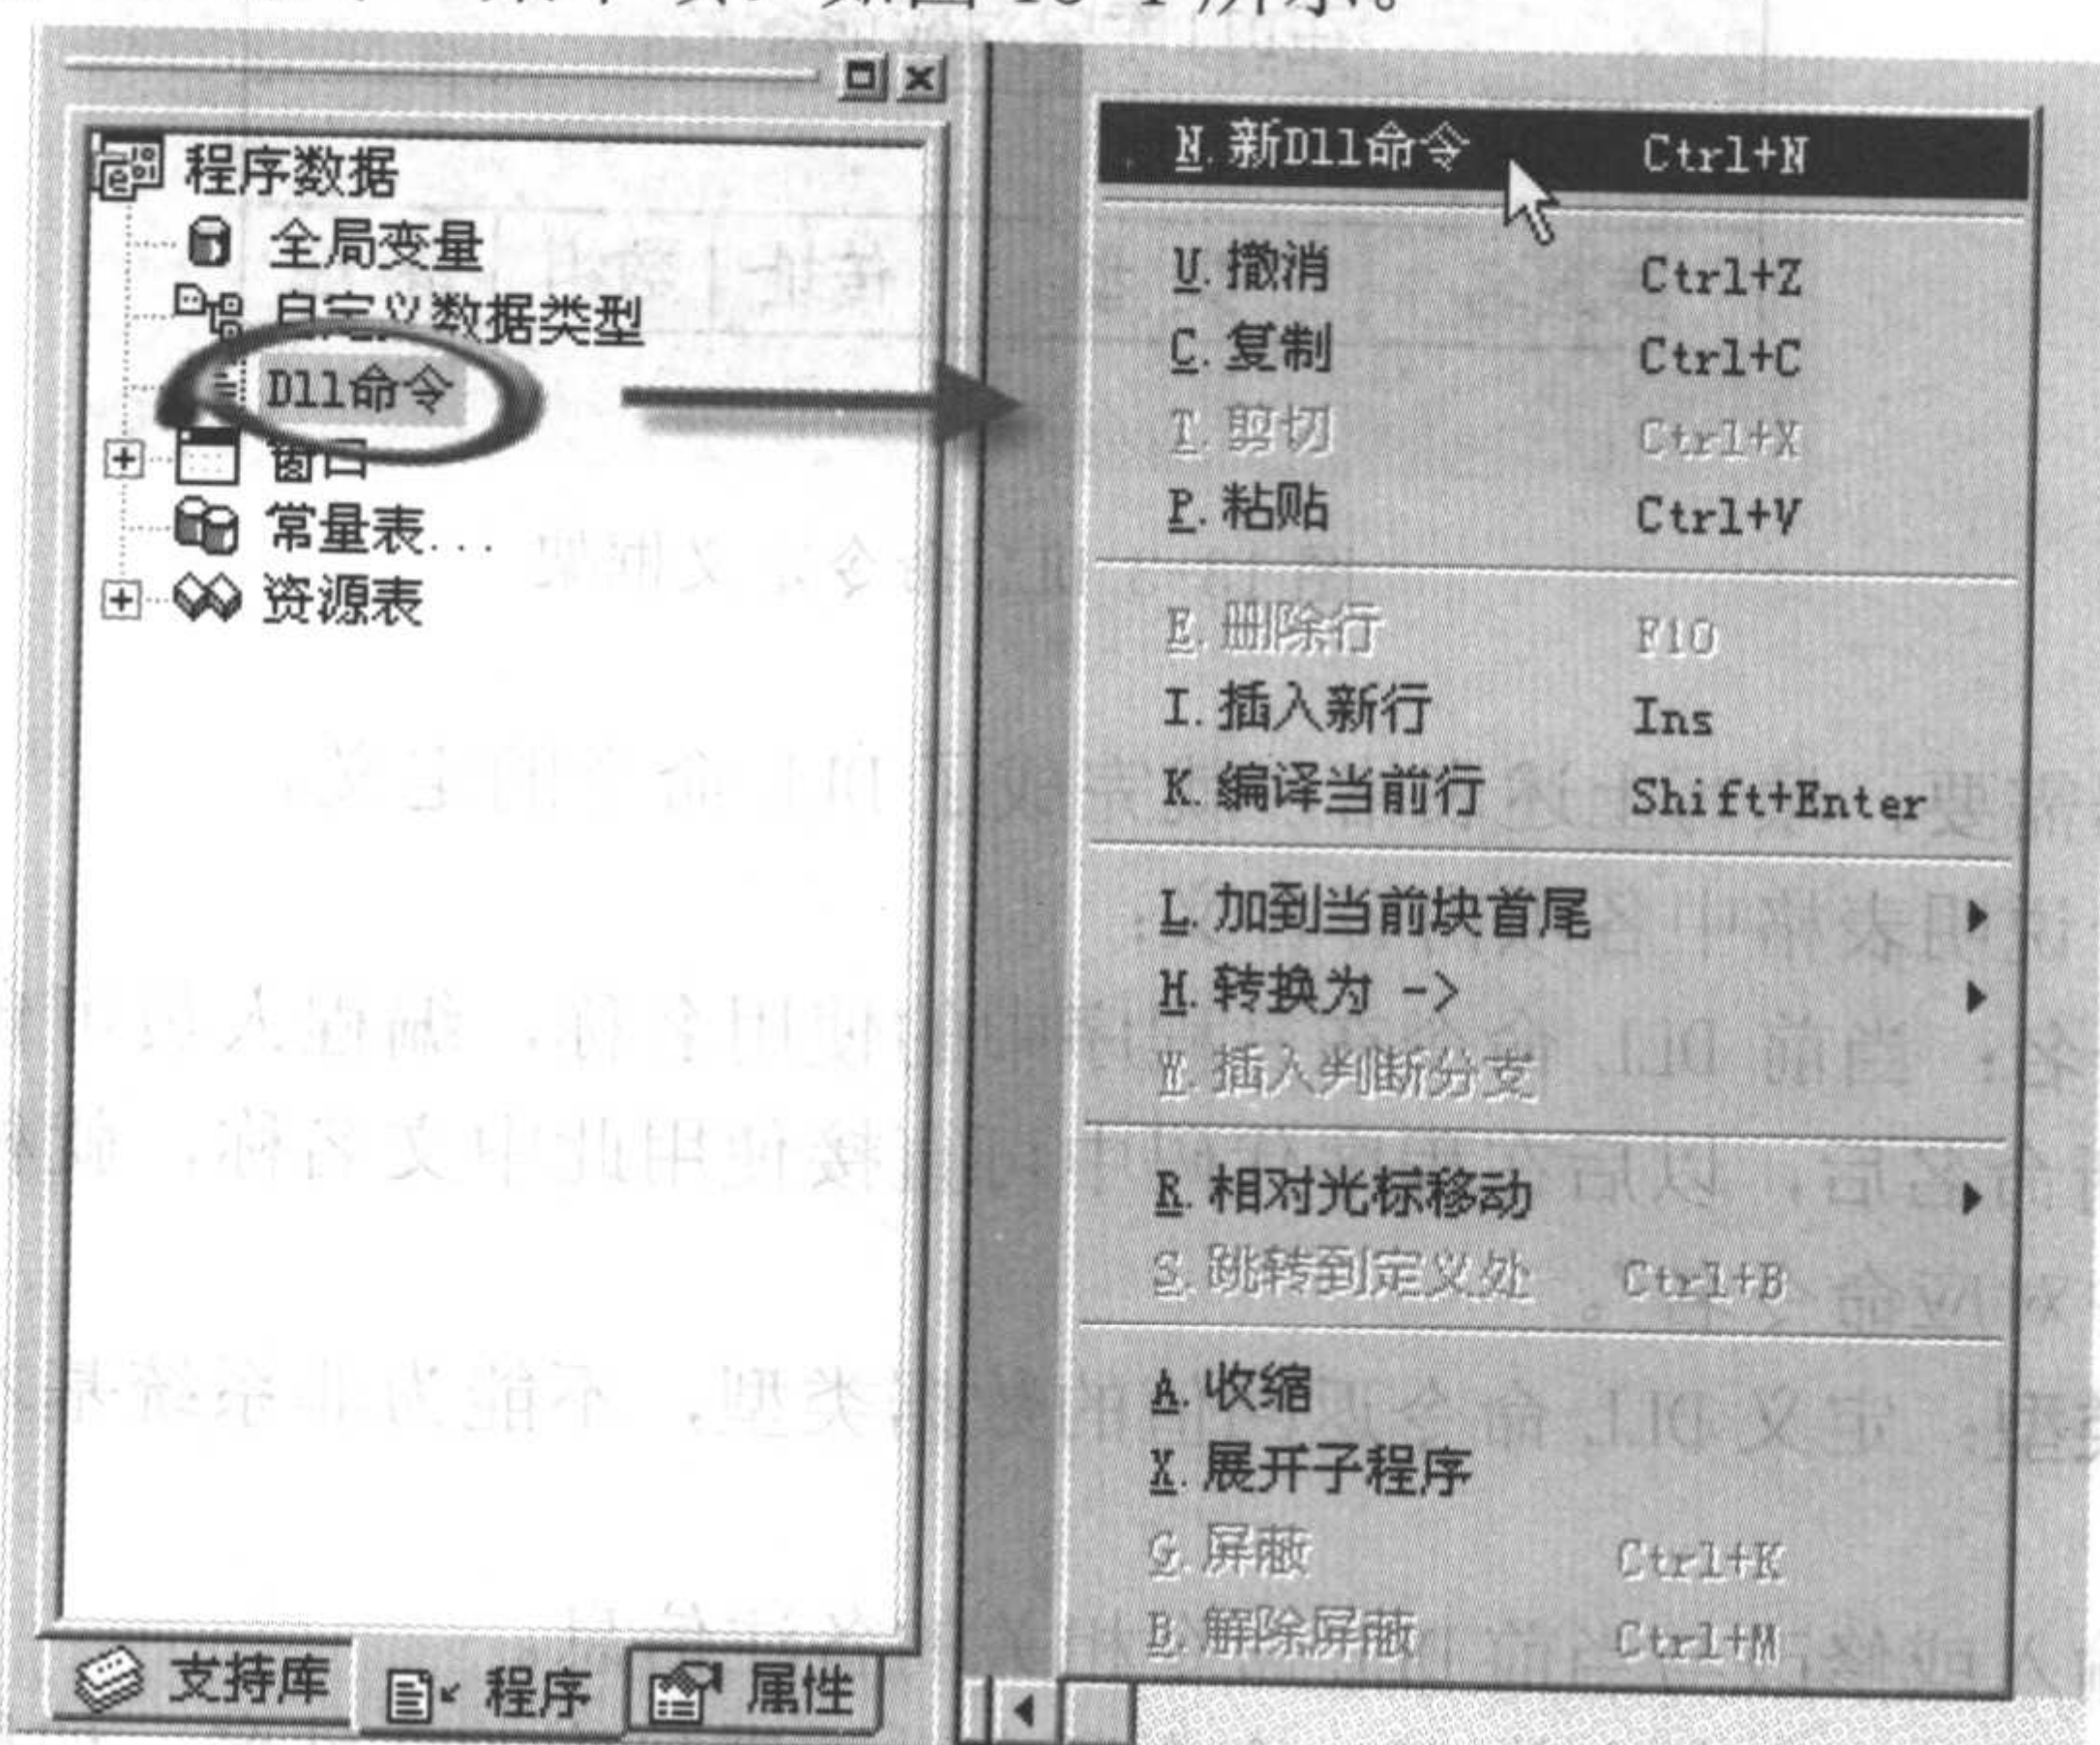 如图 10-1 所示。
程序数据
全局变量
自定义数据类型
Dll命令
窗口
常量表...
资源表
支持库
程序
属性
N. 新Dll命令 Ctrl+N
U. 撤消 Ctrl+Z
C. 复制 Ctrl+C
T. 剪切 Ctrl+X
P. 粘贴 Ctrl+V
E. 删除行 F10
I. 插入新行 Ins
K. 编译当前行 Shift+Enter
L. 加到当前块首尾
H. 转换为 ->
W. 插入判断分支
R. 相对光标移动
S. 跳转到定义处 Ctrl+B
A. 收缩
X. 展开子程序
G. 屏蔽 Ctrl+K
B. 解除屏蔽 Ctrl+M